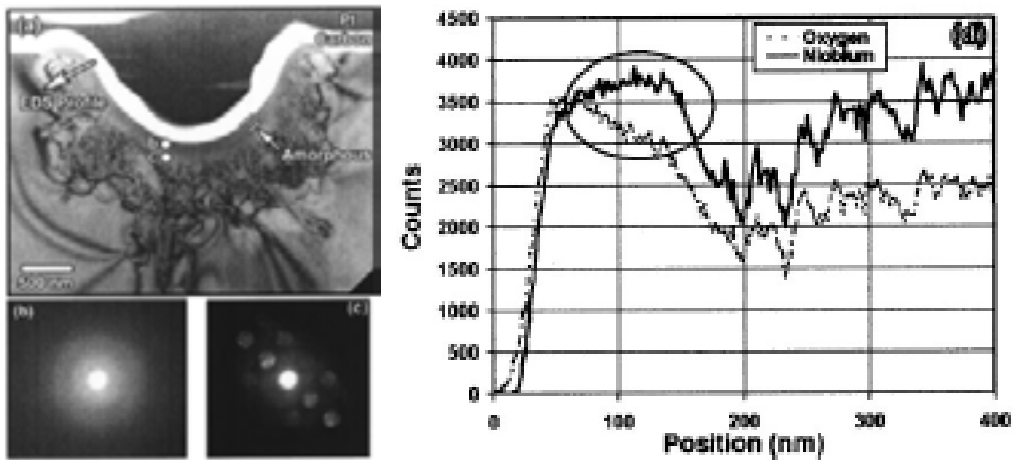 (a)
Pt
Carbon
EDS Profile
Amorphous
500 nm
(b)
(c)
(d)
Oxygen
Niobium
Counts
4500
4000
3500
3000
2500
2000
1500
1000
500
0
0 100 200 300 400
Position (nm)